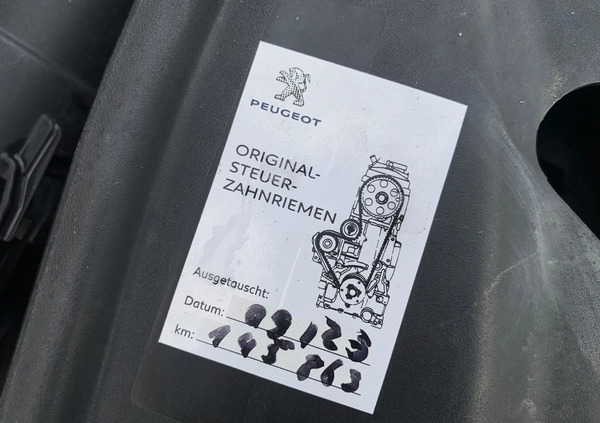 PEUGEOT
ORIGINAL-
STEUER-
ZAHNRIEMEN
Ausgetauscht:
Datum:
km: